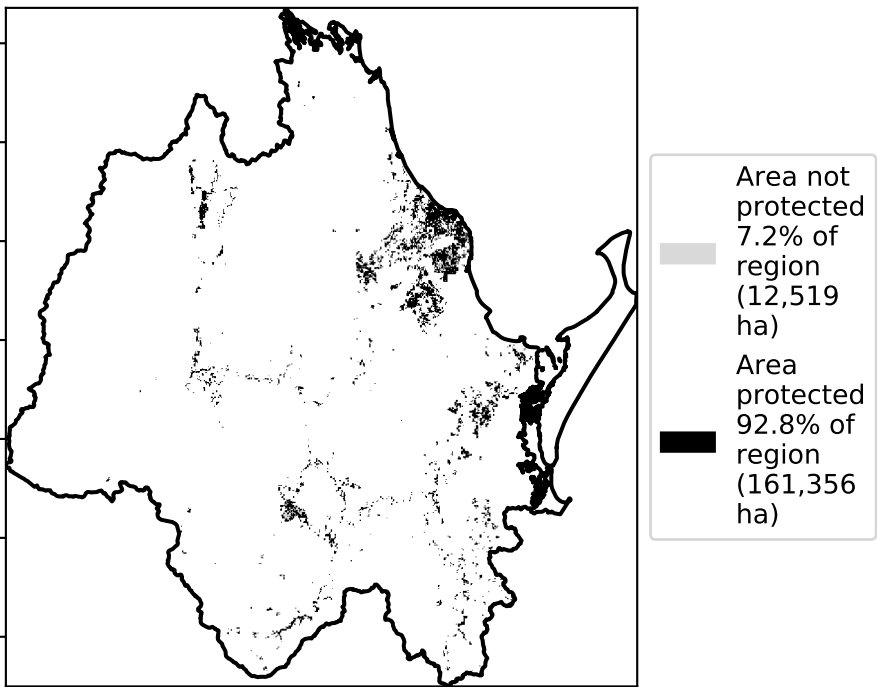 Area not
protected
7.2% of
region
(12,519
ha)
Area
protected
92.8% of
region
(161,356
ha)